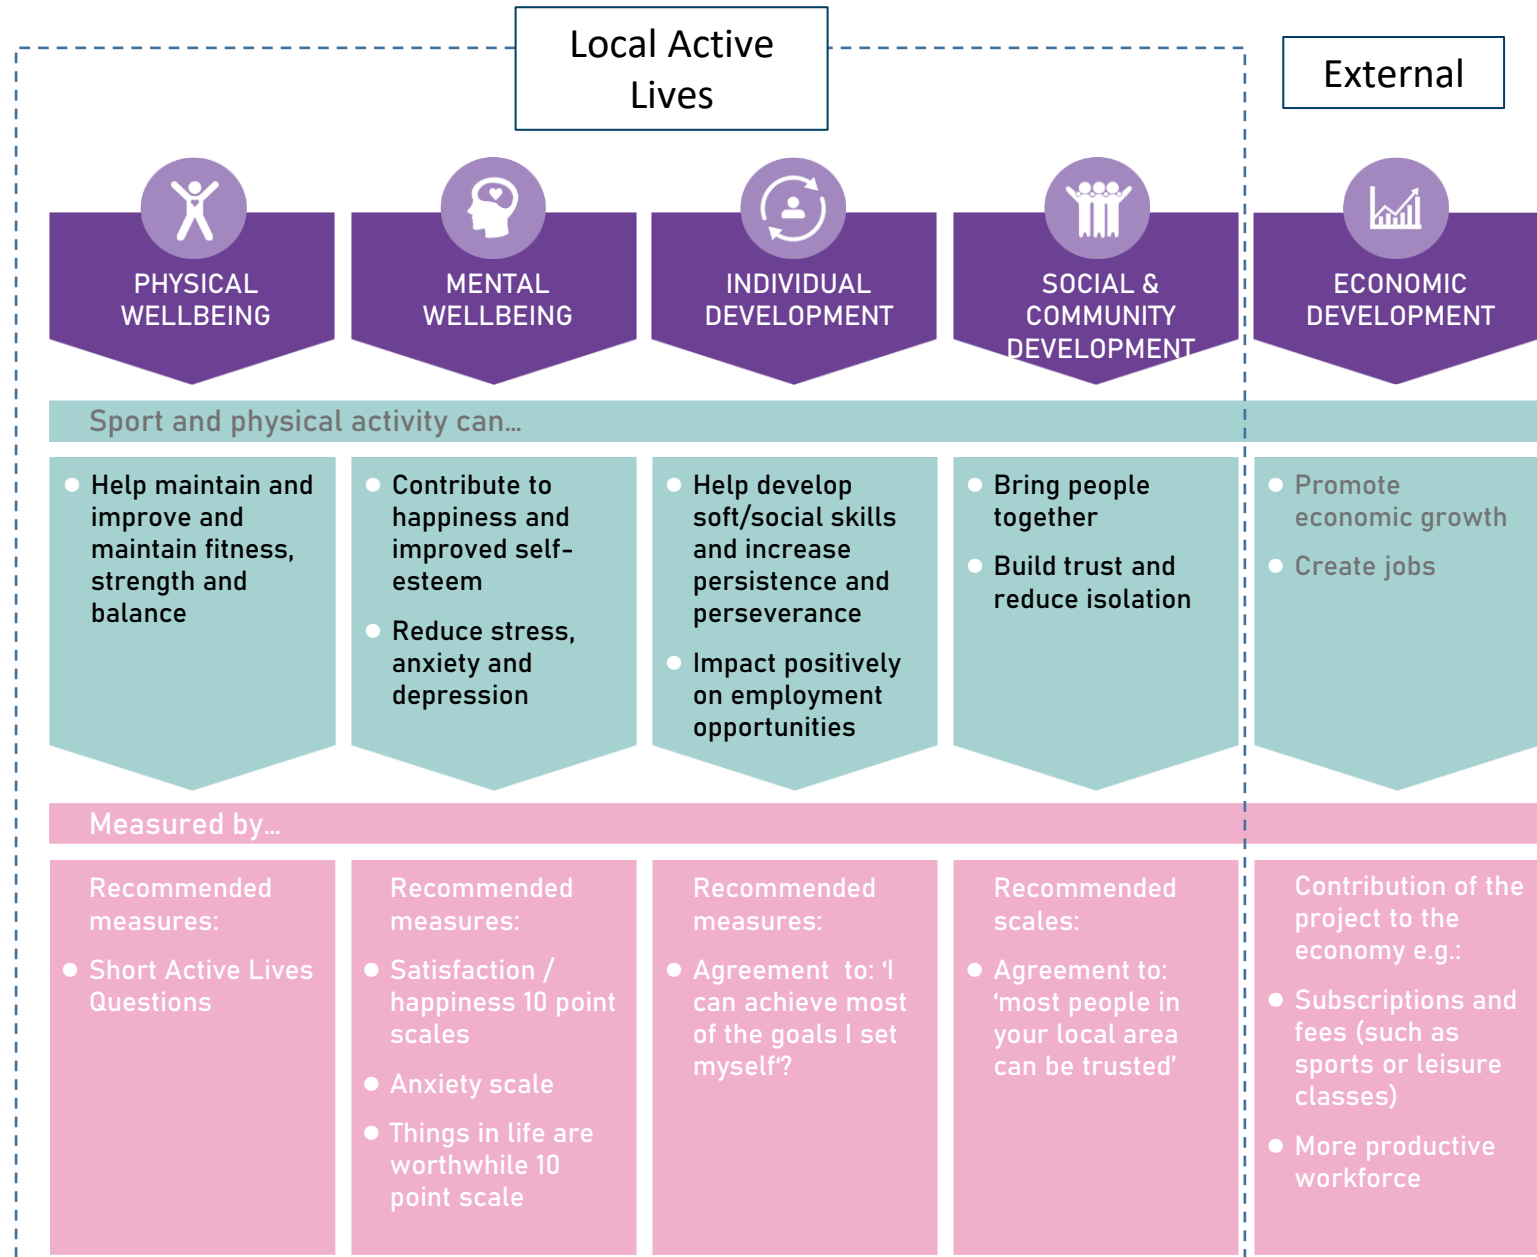 Local Active
Lives
External
PHYSICAL
WELLBEING
MENTAL
WELLBEING
INDIVIDUAL
DEVELOPMENT
SOCIAL &
COMMUNITY
DEVELOPMENT
ECONOMIC
DEVELOPMENT
Sport and physical activity can...
Help maintain and
improve and
maintain fitness,
strength and
balance
Contribute to
happiness and
improved self-
esteem
Reduce stress,
anxiety and
depression
Help develop
soft/social skills
and increase
persistence and
perseverance
Impact positively
on employment
opportunities
Bring people
together
Build trust and
reduce isolation
Promote
economic growth
Create jobs
Measured by...
Recommended
measures:
Short Active Lives
Questions
Recommended
measures:
Satisfaction /
happiness 10 point
scales
Anxiety scale
Things in life are
worthwhile 10
point scale
Recommended
measures:
Agreement to: ‘I
can achieve most
of the goals I set
myself‘?
Recommended
scales:
Agreement to:
‘most people in
your local area
can be trusted’
Contribution of the
project to the
economy e.g.:
Subscriptions and
fees (such as
sports or leisure
classes)
More productive
workforce